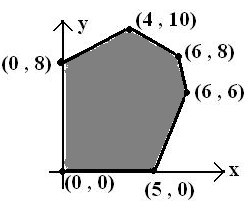 y
(4 , 10)
(0 , 8)
(6 , 8)
(6 , 6)
x
(0 , 0)
(5 , 0)